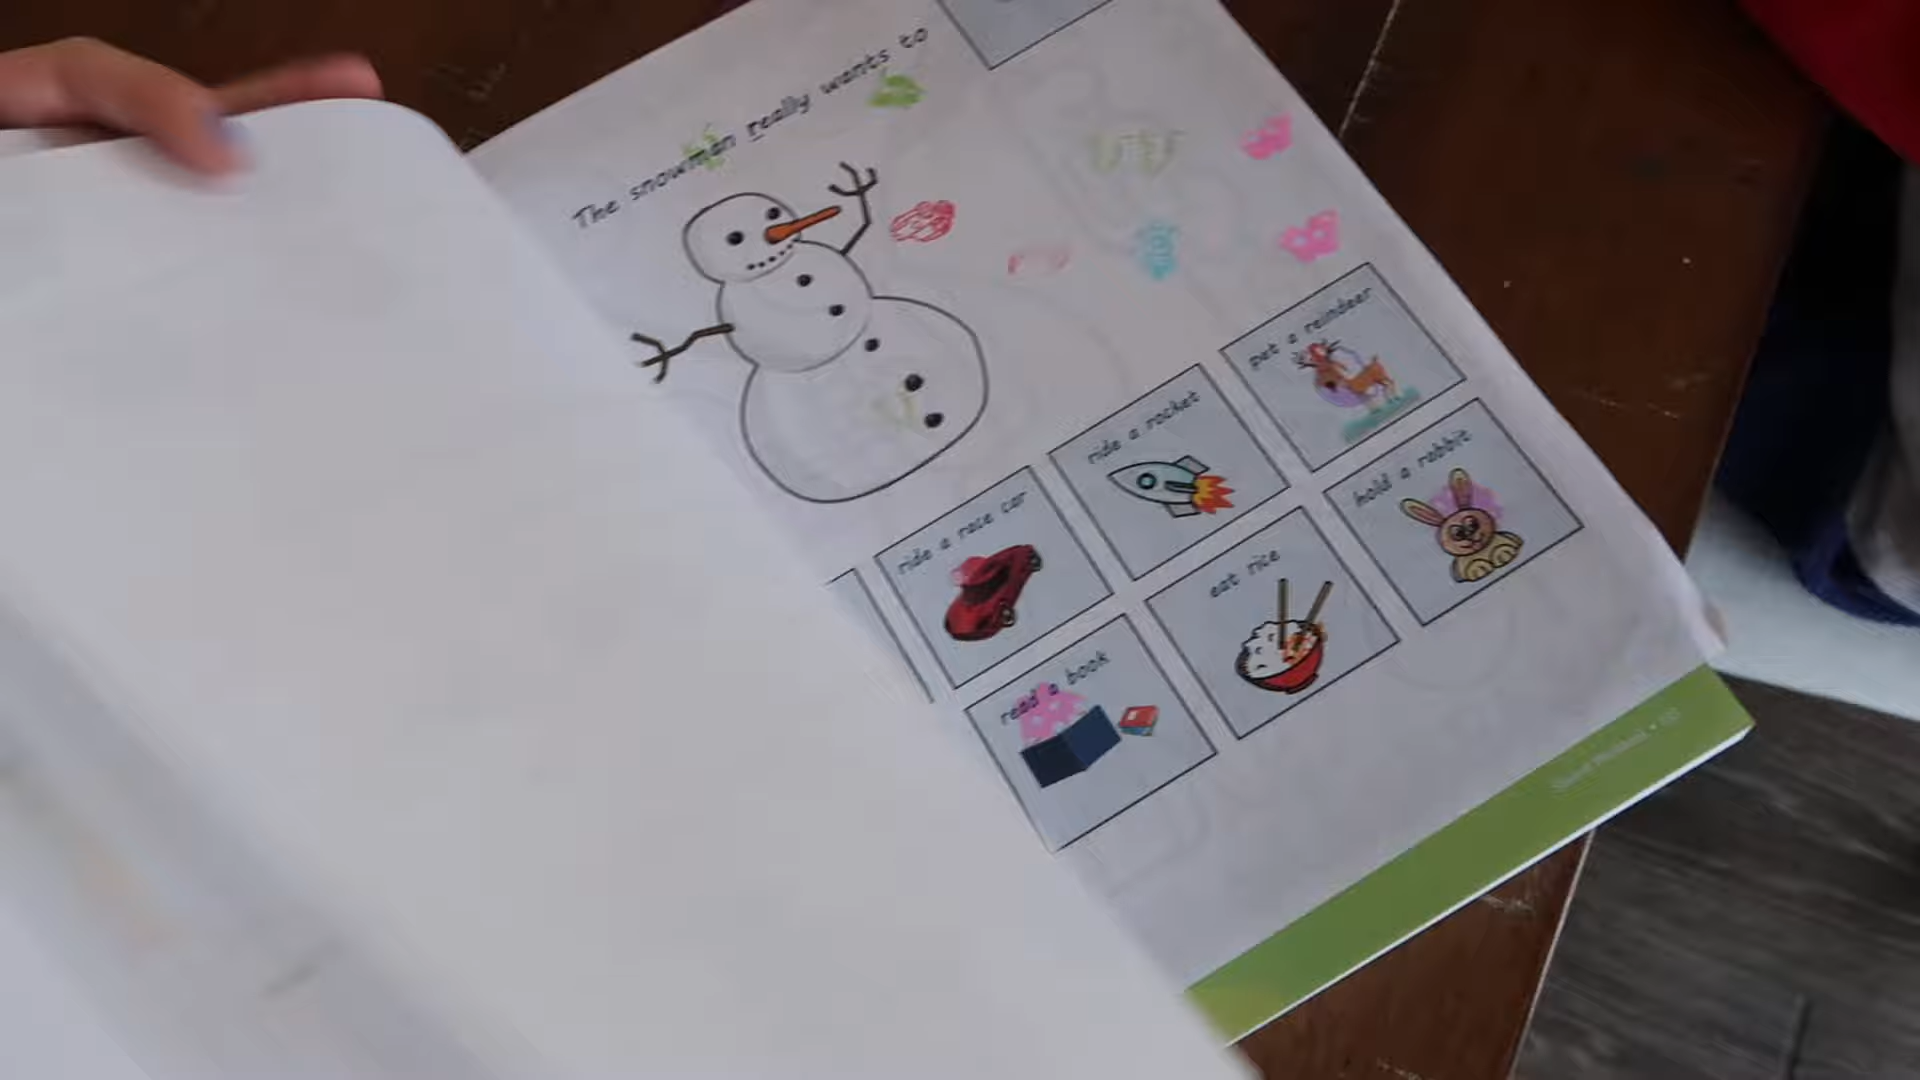 The snowman really wants to
pet a reindeer
ride a rocket
ride a race car
hold a rabbit
eat rice
read a book